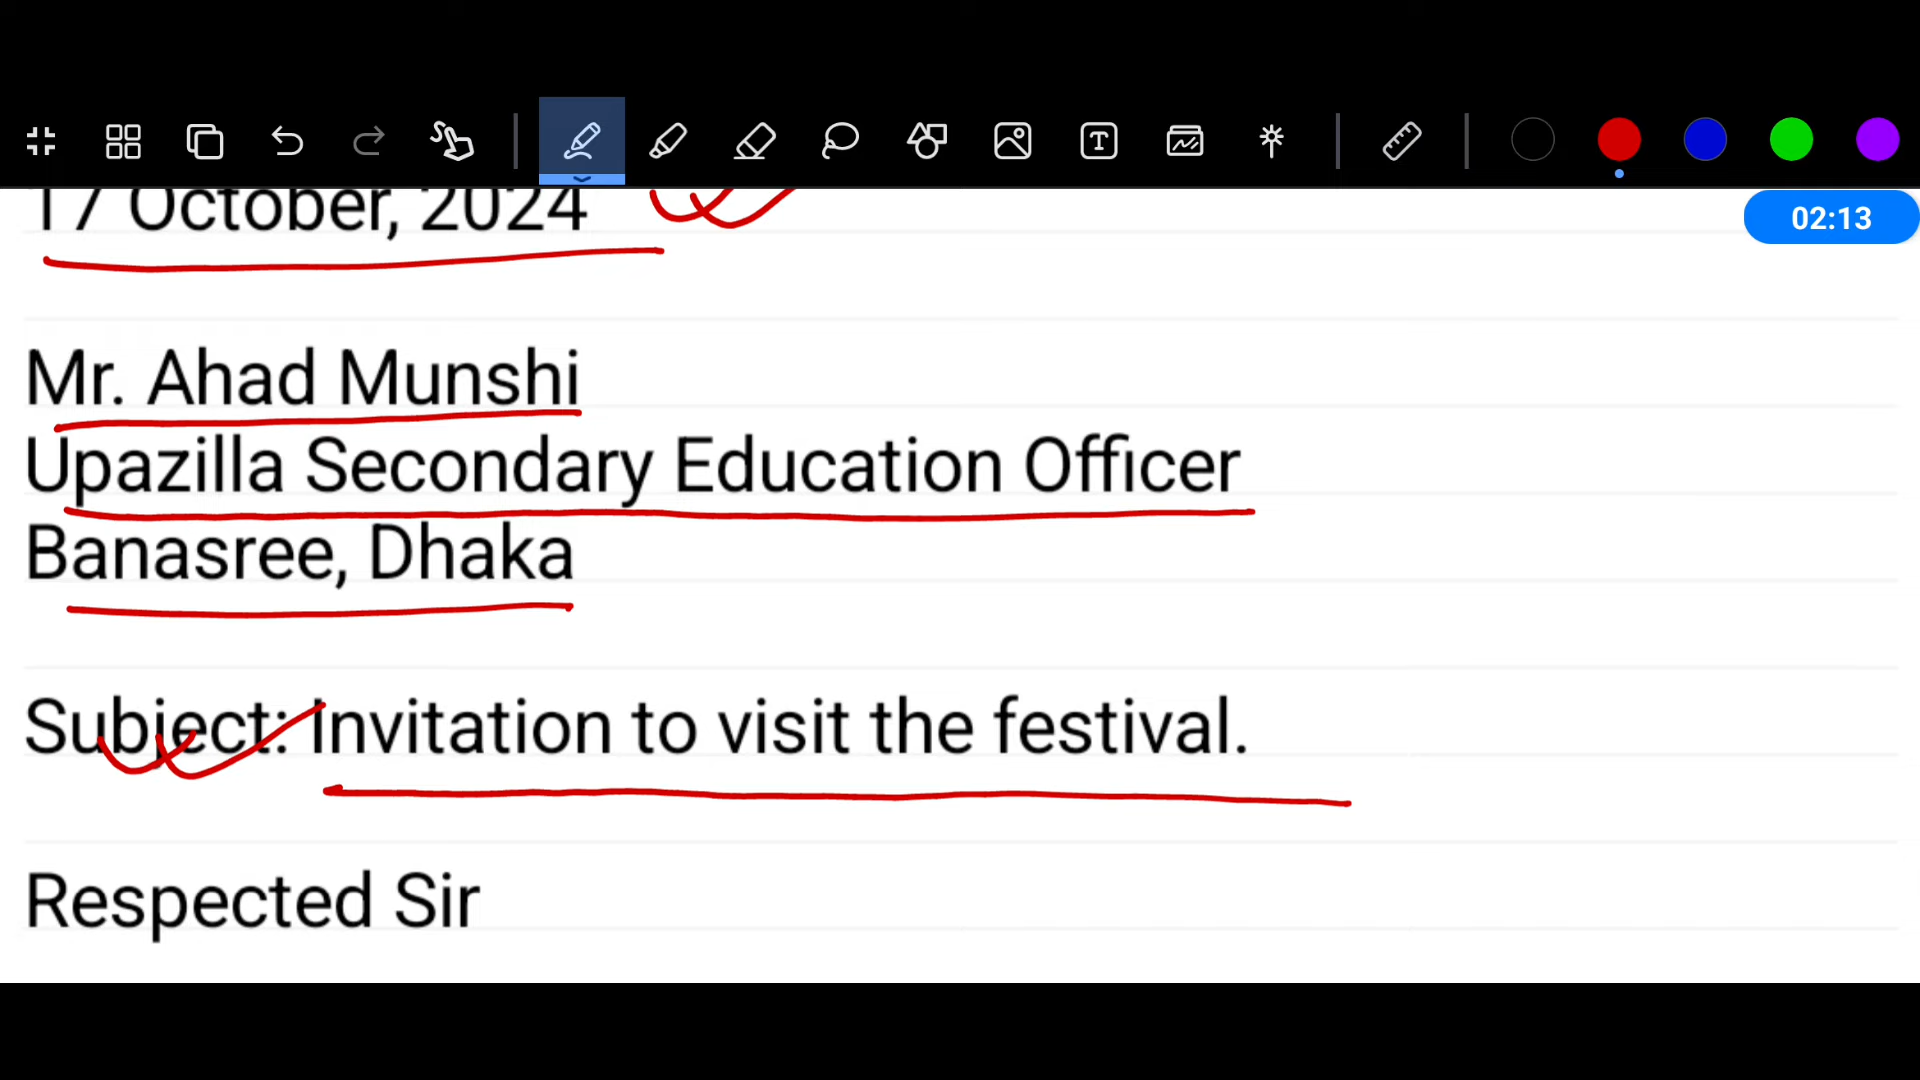 02:13
17 October, 2024
Mr. Ahad Munshi
Upazilla Secondary Education Officer
Banasree, Dhaka
Subject: Invitation to visit the festival.
Respected Sir